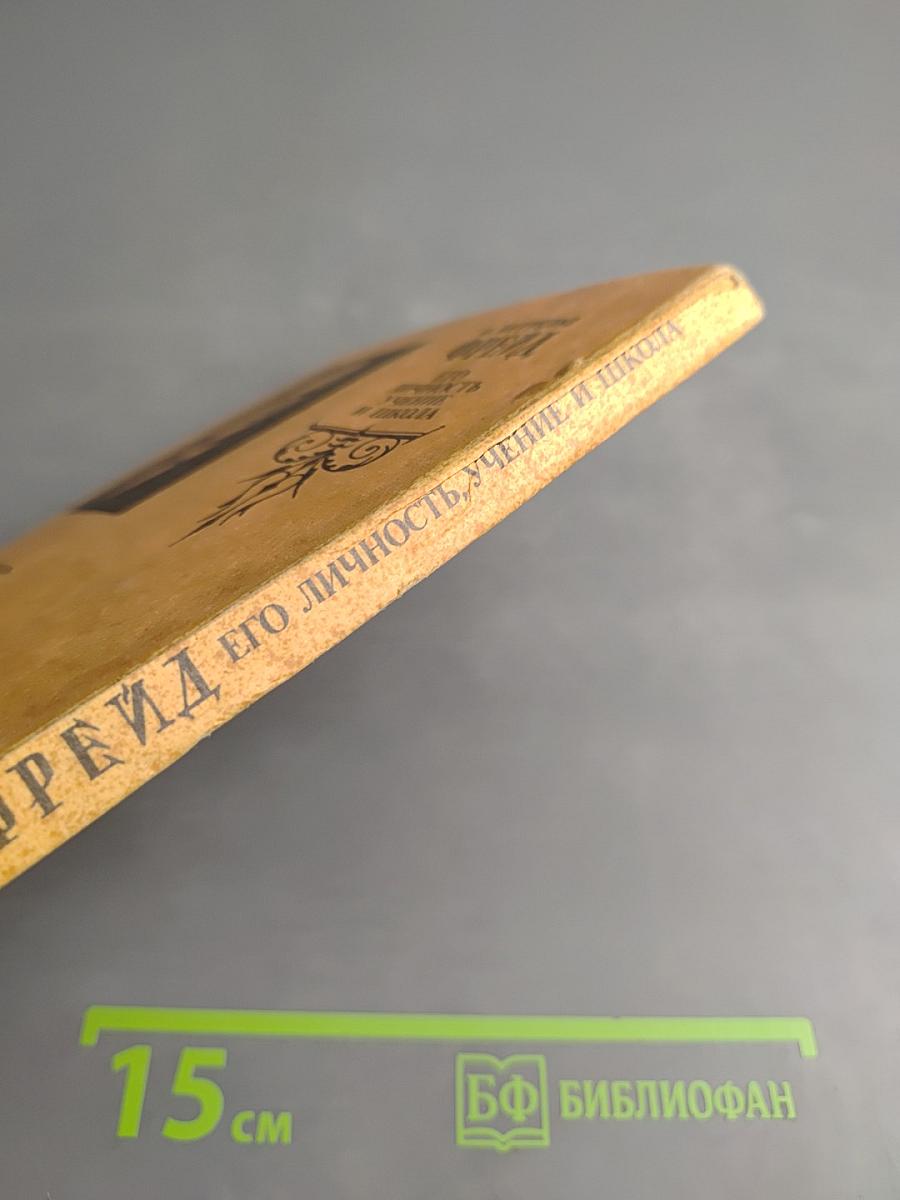 ФРЕЙД
ЕГО
ЛИЧНОСТЬ
УЧЕНИЕ
И ШКОЛА
ФРЕЙД ЕГО ЛИЧНОСТЬ, УЧЕНИЕ И ШКОЛА
15 см
БФ БИБЛИОФАН